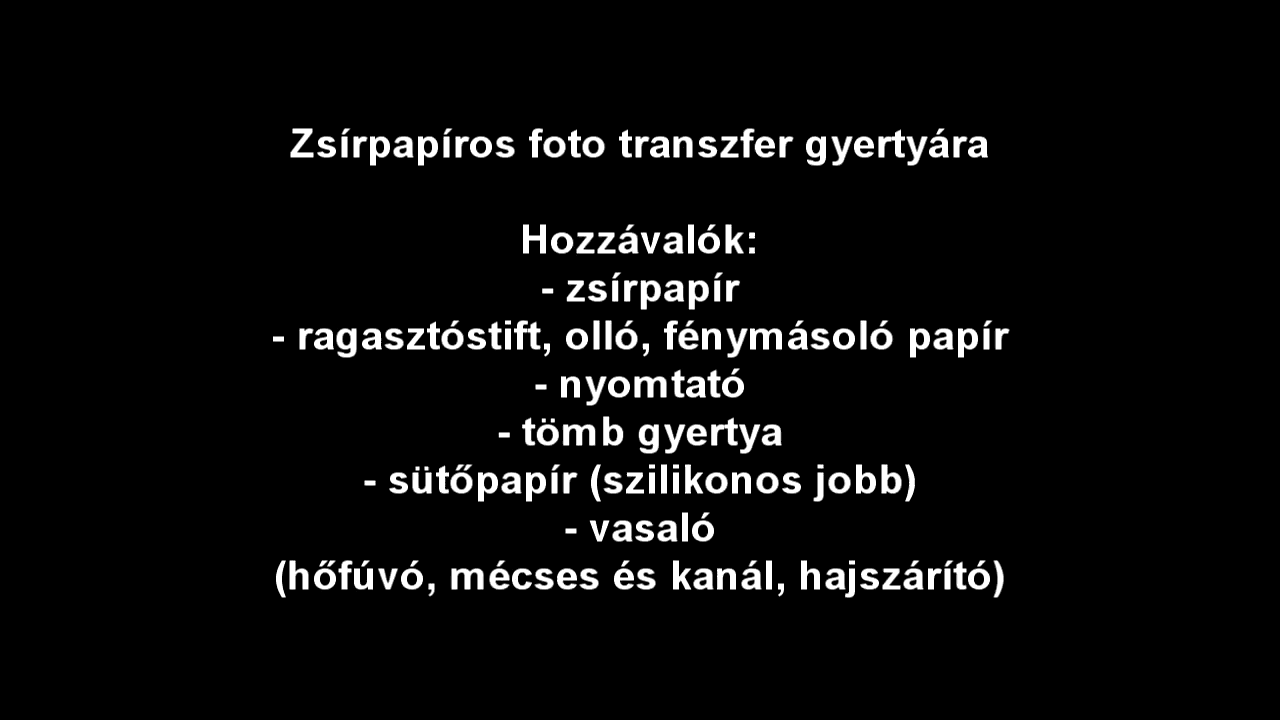 Zsírpapíros foto transzfer gyertyára
Hozzávalók:
- zsírpapír
- ragasztóstift, olló, fénymásoló papír
- nyomtató
- tömb gyertya
- sütőpapír (szilikonos jobb)
- vasaló
(hőfúvó, mécses és kanál, hajszárító)